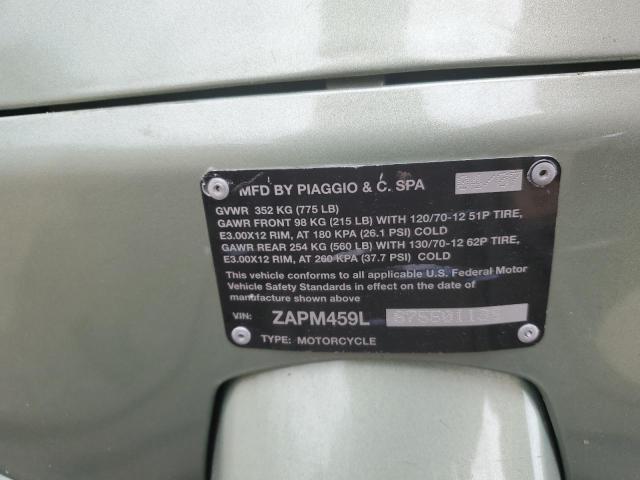 MFD BY PIAGGIO & C. SPA
GVWR 352 KG (775 LB)
GAWR FRONT 98 KG (215 LB) WITH 120/70-12 51P TIRE,
E3.00X12 RIM, AT 180 KPA (26.1 PSI) COLD
GAWR REAR 254 KG (560 LB) WITH 130/70-12 62P TIRE,
E3.00X12 RIM, AT 260 KPA (37.7 PSI) COLD
This vehicle conforms to all applicable U.S. Federal Motor
Vehicle Safety Standards in effect on the date of
manufacture shown above
VIN: ZAPM459L
TYPE: MOTORCYCLE